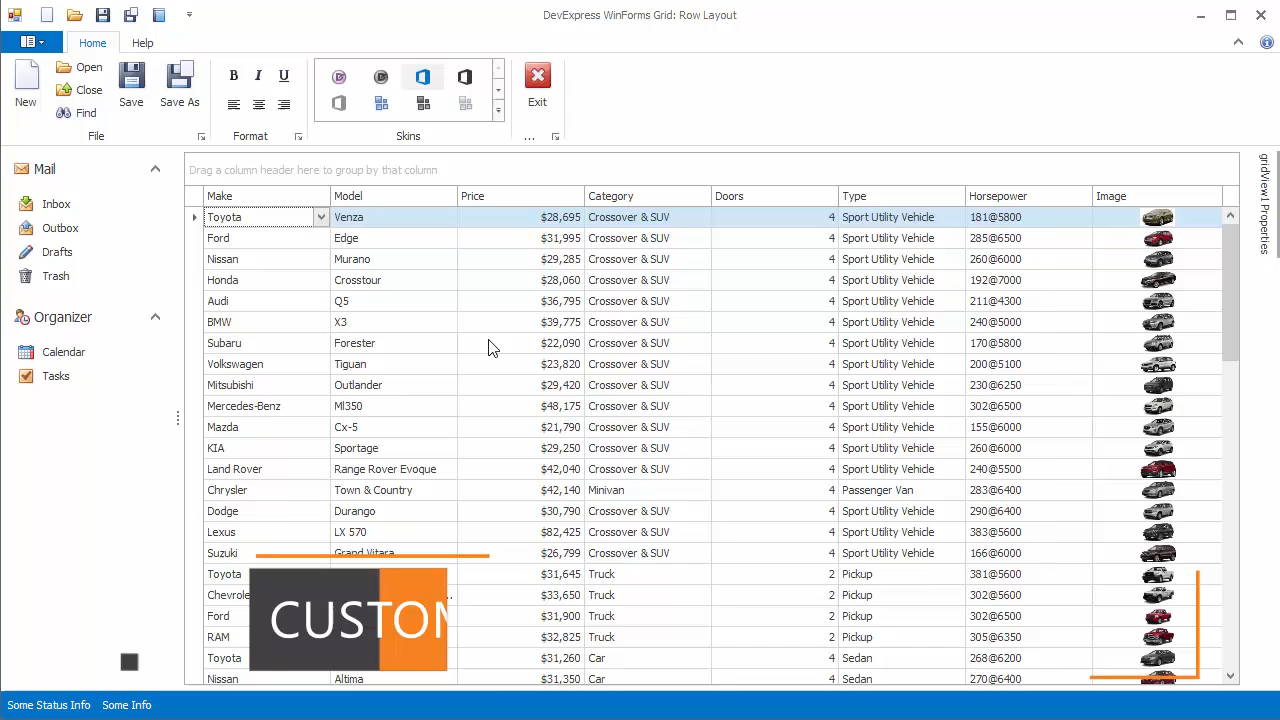 DevExpress WinForms Grid: Row Layout
Home Help
New Open Close Find Save Save As Exit
B I U
File Format Skins ...
Mail
Inbox
Outbox
Drafts
Trash
Organizer
Calendar
Tasks
Drag a column header here to group by that column
gridView1 Properties
Make Model Price Category Doors Type Horsepower Image
Toyota Venza $28,695 Crossover & SUV 4 Sport Utility Vehicle 181@5800
Ford Edge $31,995 Crossover & SUV 4 Sport Utility Vehicle 285@6500
Nissan Murano $29,285 Crossover & SUV 4 Sport Utility Vehicle 260@6000
Honda Crosstour $28,060 Crossover & SUV 4 Sport Utility Vehicle 192@7000
Audi Q5 $36,795 Crossover & SUV 4 Sport Utility Vehicle 211@4300
BMW X3 $39,775 Crossover & SUV 4 Sport Utility Vehicle 240@5000
Subaru Forester $22,090 Crossover & SUV 4 Sport Utility Vehicle 170@5800
Volkswagen Tiguan $23,820 Crossover & SUV 4 Sport Utility Vehicle 200@5100
Mitsubishi Outlander $29,420 Crossover & SUV 4 Sport Utility Vehicle 230@6250
Mercedes-Benz Ml350 $48,175 Crossover & SUV 4 Sport Utility Vehicle 302@6500
Mazda Cx-5 $21,790 Crossover & SUV 4 Sport Utility Vehicle 155@6000
KIA Sportage $29,250 Crossover & SUV 4 Sport Utility Vehicle 260@6000
Land Rover Range Rover Evoque $42,040 Crossover & SUV 4 Sport Utility Vehicle 240@5500
Chrysler Town & Country $42,140 Minivan 4 Passenger Van 283@6400
Dodge Durango $30,790 Crossover & SUV 4 Sport Utility Vehicle 290@6400
Lexus LX 570 $82,425 Crossover & SUV 4 Sport Utility Vehicle 383@5600
Suzuki Grand Vitara $26,799 Crossover & SUV 4 Sport Utility Vehicle 166@6000
Toyota $31,645 Truck 2 Pickup 381@5600
Chevrole ... $33,650 Truck 2 Pickup 302@5600
Ford $31,900 Truck 2 Pickup 302@6500
RAM $32,825 Truck 2 Pickup 305@6350
Toyota $31,260 Car 4 Sedan 268@6200
Nissan Altima $31,350 Car 4 Sedan 270@6400
CUSTOM
Some Status Info Some Info